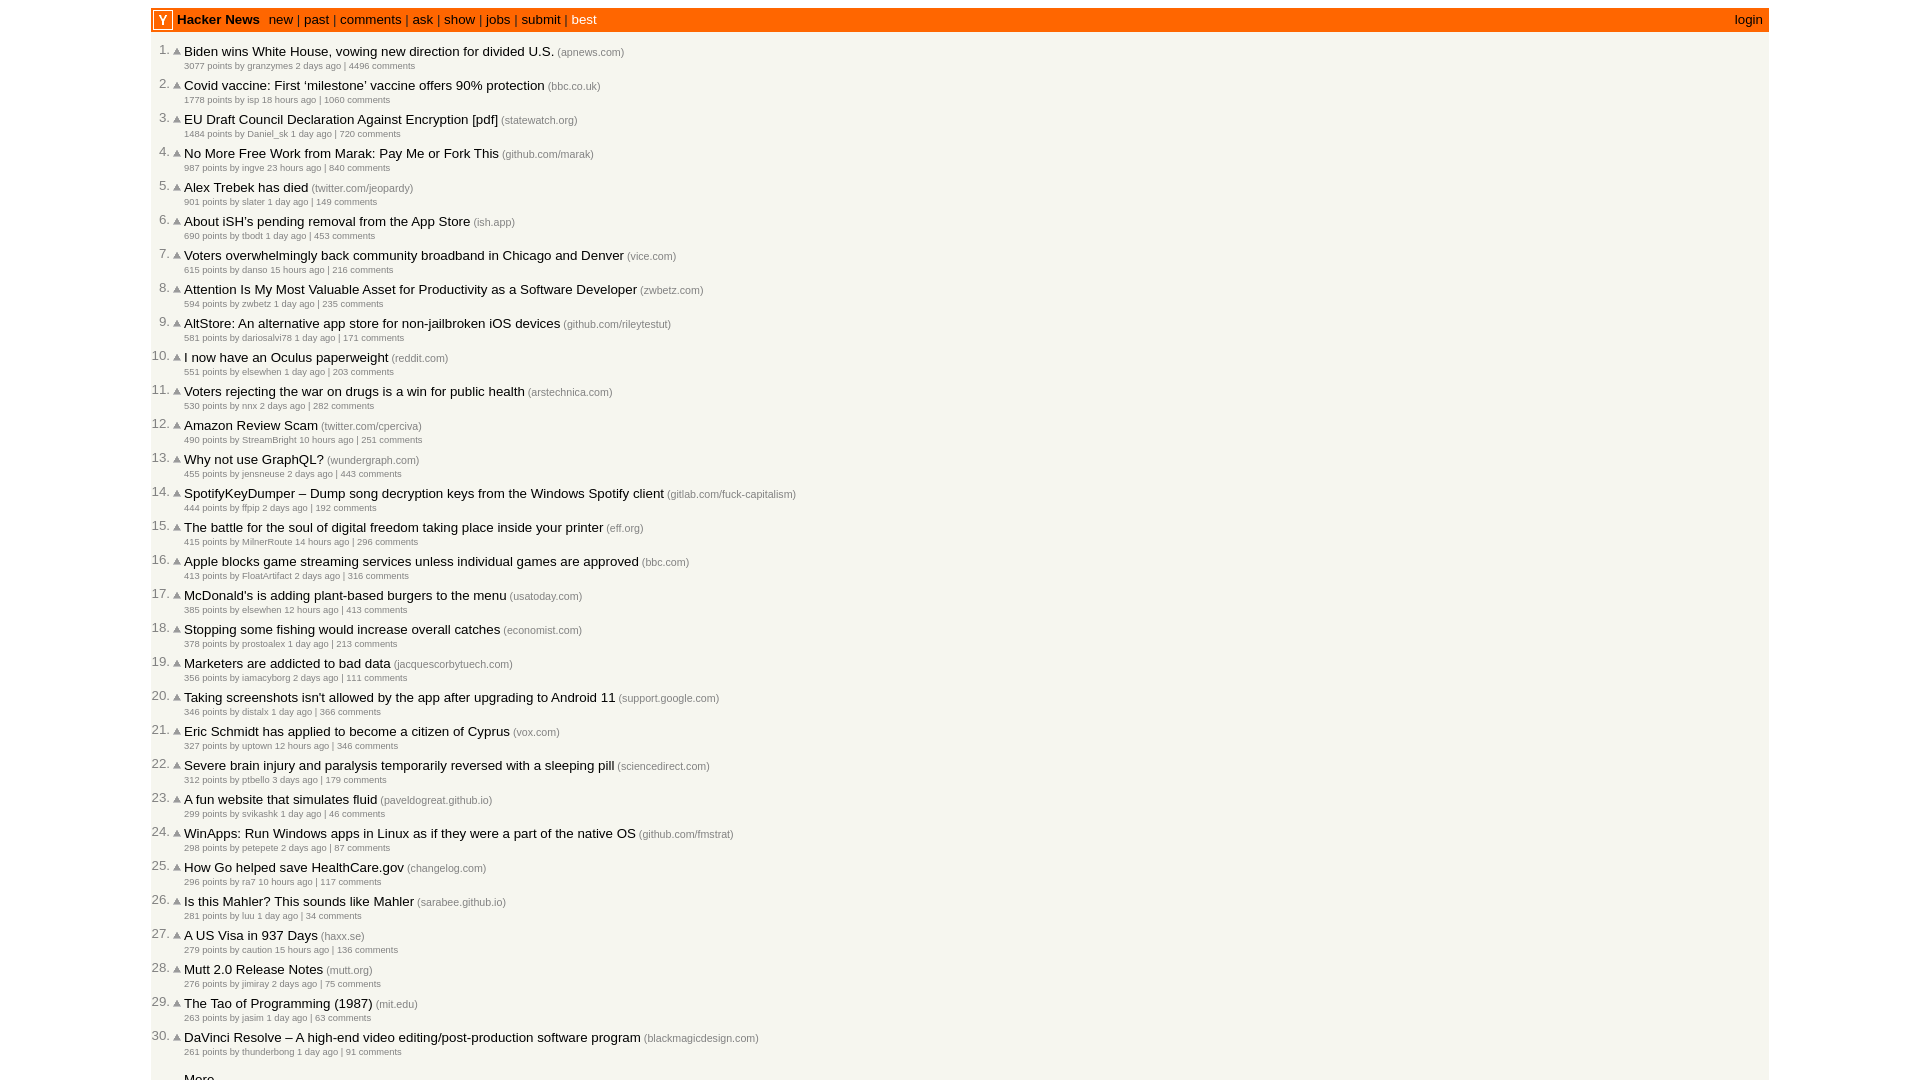 Y Hacker News new | past | comments | ask | show | jobs | submit | best login
1. Biden wins White House, vowing new direction for divided U.S. (apnews.com)
3077 points by granzymes 2 days ago | 4496 comments
2. Covid vaccine: First ‘milestone’ vaccine offers 90% protection (bbc.co.uk)
1778 points by isp 18 hours ago | 1060 comments
3. EU Draft Council Declaration Against Encryption [pdf] (statewatch.org)
1484 points by Daniel_sk 1 day ago | 720 comments
4. No More Free Work from Marak: Pay Me or Fork This (github.com/marak)
987 points by ingve 23 hours ago | 840 comments
5. Alex Trebek has died (twitter.com/jeopardy)
901 points by slater 1 day ago | 149 comments
6. About iSH’s pending removal from the App Store (ish.app)
690 points by tbodt 1 day ago | 453 comments
7. Voters overwhelmingly back community broadband in Chicago and Denver (vice.com)
615 points by danso 15 hours ago | 216 comments
8. Attention Is My Most Valuable Asset for Productivity as a Software Developer (zwbetz.com)
594 points by zwbetz 1 day ago | 235 comments
9. AltStore: An alternative app store for non-jailbroken iOS devices (github.com/rileytestut)
581 points by dariosalvi78 1 day ago | 171 comments
10. I now have an Oculus paperweight (reddit.com)
551 points by elsewhen 1 day ago | 203 comments
11. Voters rejecting the war on drugs is a win for public health (arstechnica.com)
530 points by nnx 2 days ago | 282 comments
12. Amazon Review Scam (twitter.com/cperciva)
490 points by StreamBright 10 hours ago | 251 comments
13. Why not use GraphQL? (wundergraph.com)
455 points by jensneuse 2 days ago | 443 comments
14. SpotifyKeyDumper – Dump song decryption keys from the Windows Spotify client (gitlab.com/fuck-capitalism)
444 points by ffpip 2 days ago | 192 comments
15. The battle for the soul of digital freedom taking place inside your printer (eff.org)
415 points by MilnerRoute 14 hours ago | 296 comments
16. Apple blocks game streaming services unless individual games are approved (bbc.com)
413 points by FloatArtifact 2 days ago | 316 comments
17. McDonald's is adding plant-based burgers to the menu (usatoday.com)
385 points by elsewhen 12 hours ago | 413 comments
18. Stopping some fishing would increase overall catches (economist.com)
378 points by prostoalex 1 day ago | 213 comments
19. Marketers are addicted to bad data (jacquescorbytuech.com)
356 points by iamacyborg 2 days ago | 111 comments
20. Taking screenshots isn't allowed by the app after upgrading to Android 11 (support.google.com)
346 points by distalx 1 day ago | 366 comments
21. Eric Schmidt has applied to become a citizen of Cyprus (vox.com)
327 points by uptown 12 hours ago | 346 comments
22. Severe brain injury and paralysis temporarily reversed with a sleeping pill (sciencedirect.com)
312 points by ptbello 3 days ago | 179 comments
23. A fun website that simulates fluid (paveldogreat.github.io)
299 points by svikashk 1 day ago | 46 comments
24. WinApps: Run Windows apps in Linux as if they were a part of the native OS (github.com/fmstrat)
298 points by petepete 2 days ago | 87 comments
25. How Go helped save HealthCare.gov (changelog.com)
296 points by ra7 10 hours ago | 117 comments
26. Is this Mahler? This sounds like Mahler (sarabee.github.io)
281 points by luu 1 day ago | 34 comments
27. A US Visa in 937 Days (haxx.se)
279 points by caution 15 hours ago | 136 comments
28. Mutt 2.0 Release Notes (mutt.org)
276 points by jimiray 2 days ago | 75 comments
29. The Tao of Programming (1987) (mit.edu)
263 points by jasim 1 day ago | 63 comments
30. DaVinci Resolve – A high-end video editing/post-production software program (blackmagicdesign.com)
261 points by thunderbong 1 day ago | 91 comments
More